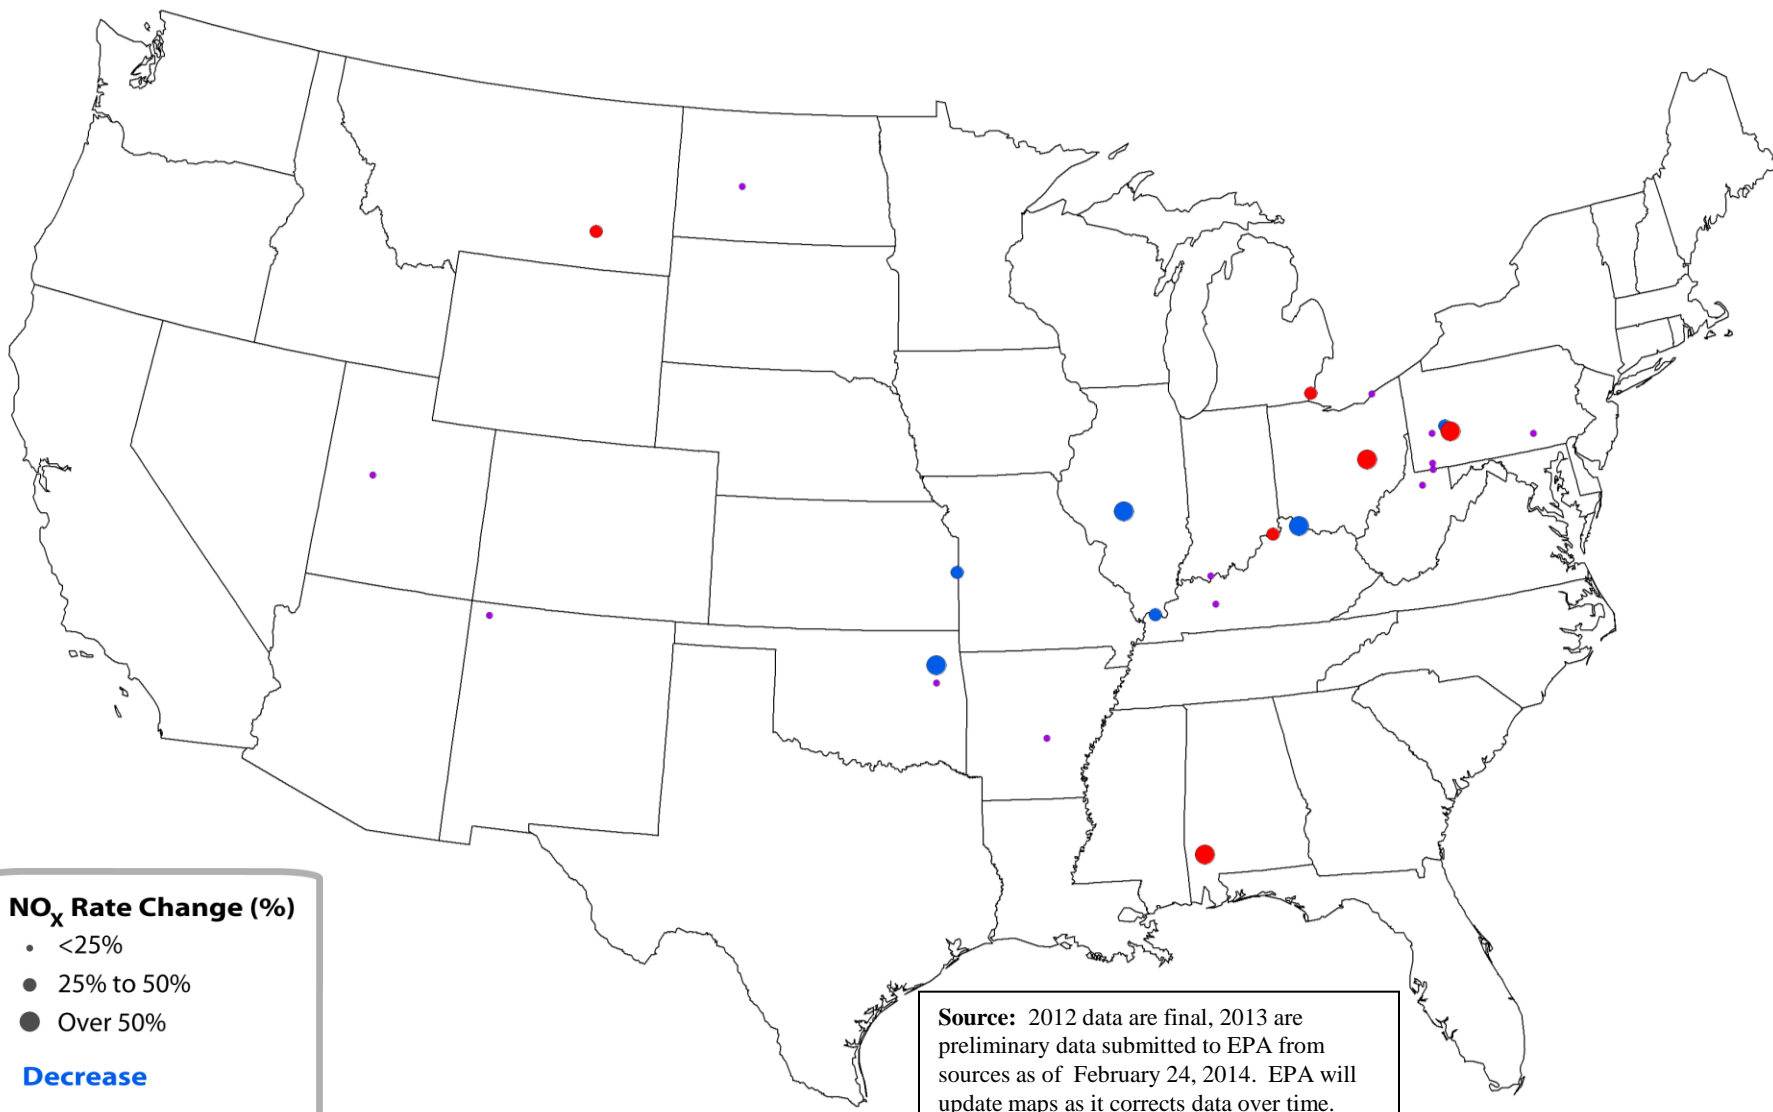 NOX Rate Change (%)
<25%
25% to 50%
Over 50%
Decrease
Source: 2012 data are final, 2013 are
preliminary data submitted to EPA from
sources as of February 24, 2014. EPA will
update maps as it corrects data over time.